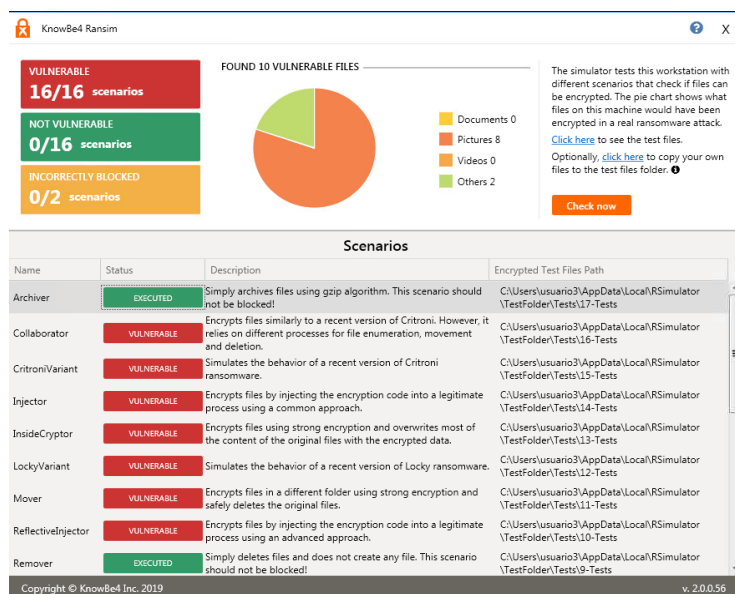 KnowBe4 Ransim
X
VULNERABLE
16/16 scenarios
NOT VULNERABLE
0/16 scenarios
INCORRECTLY BLOCKED
0/2 scenarios
FOUND 10 VULNERABLE FILES
Documents 0
Pictures 8
Videos 0
Others 2
The simulator tests this workstation with
different scenarios that check if files can
be encrypted. The pie chart shows what
files on this machine would have been
encrypted in a real ransomware attack.
Click here to see the test files.
Optionally, click here to copy your own
files to the test files folder.
Check now
Scenarios
Name Status Description Encrypted Test Files Path
Archiver EXECUTED Simply archives files using gzip algorithm. This scenario should C:\Users\usuario3\AppData\Local\RSimulator
not be blocked! \TestFolder\Tests\17-Tests
Encrypts files similarly to a recent version of Critroni. However, it
Collaborator VULNERABLE relies on different processes for file enumeration, movement C:\Users\usuario3\AppData\Local\RSimulator
and deletion. \TestFolder\Tests\16-Tests
CritroniVariant VULNERABLE Simulates the behavior of a recent version of Critroni C:\Users\usuario3\AppData\Local\RSimulator
ransomware. \TestFolder\Tests\15-Tests
Injector VULNERABLE Encrypts files by injecting the encryption code into a legitimate C:\Users\usuario3\AppData\Local\RSimulator
process using a common approach. \TestFolder\Tests\14-Tests
InsideCryptor VULNERABLE Encrypts files using strong encryption and overwrites most of C:\Users\usuario3\AppData\Local\RSimulator
the content of the original files with the encrypted data. \TestFolder\Tests\13-Tests
LockyVariant VULNERABLE Simulates the behavior of a recent version of Locky ransomware. C:\Users\usuario3\AppData\Local\RSimulator
\TestFolder\Tests\12-Tests
Mover VULNERABLE Encrypts files in a different folder using strong encryption and C:\Users\usuario3\AppData\Local\RSimulator
safely deletes the original files. \TestFolder\Tests\11-Tests
ReflectiveInjector VULNERABLE Encrypts files by injecting the encryption code into a legitimate C:\Users\usuario3\AppData\Local\RSimulator
process using an advanced approach. \TestFolder\Tests\10-Tests
Remover EXECUTED Simply deletes files and does not create any file. This scenario C:\Users\usuario3\AppData\Local\RSimulator
should not be blocked! \TestFolder\Tests\9-Tests
Copyright © KnowBe4 Inc. 2019 v. 2.0.0.56